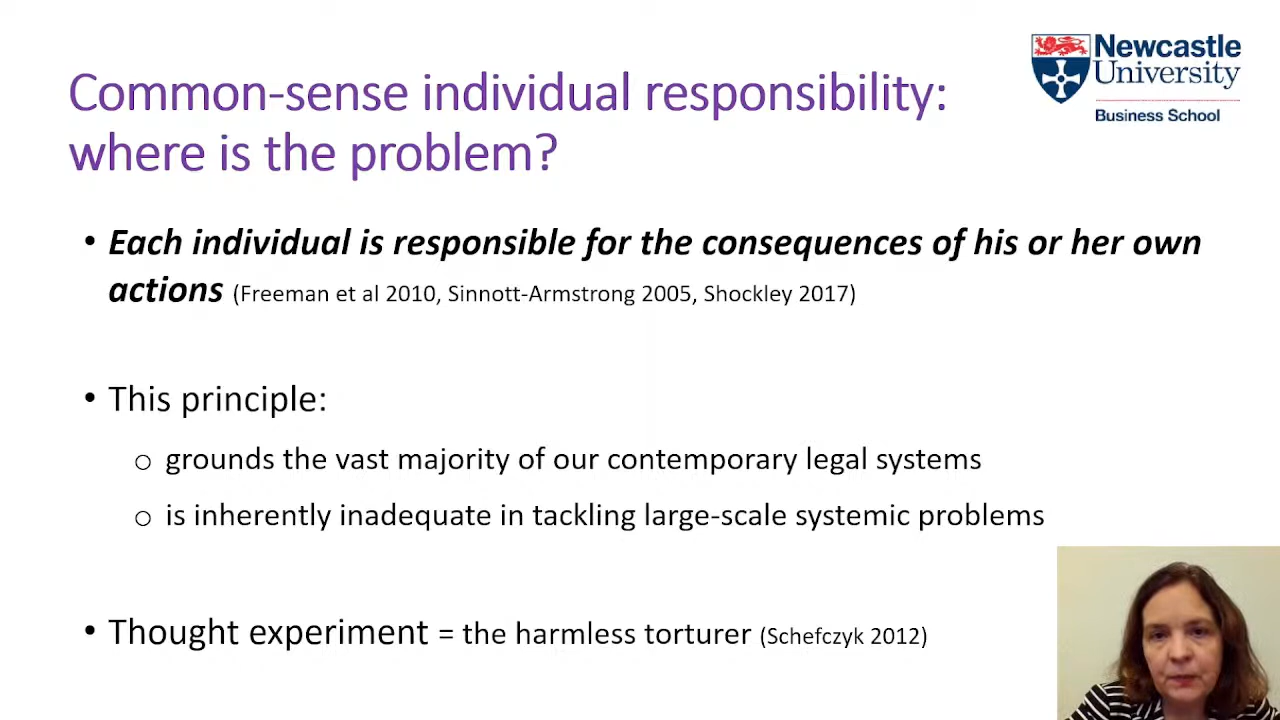 Newcastle
University
Business School
Common-sense individual responsibility:
where is the problem?
• Each individual is responsible for the consequences of his or her own
actions (Freeman et al 2010, Sinnott-Armstrong 2005, Shockley 2017)
• This principle:
o grounds the vast majority of our contemporary legal systems
o is inherently inadequate in tackling large-scale systemic problems
• Thought experiment = the harmless torturer (Schefczyk 2012)